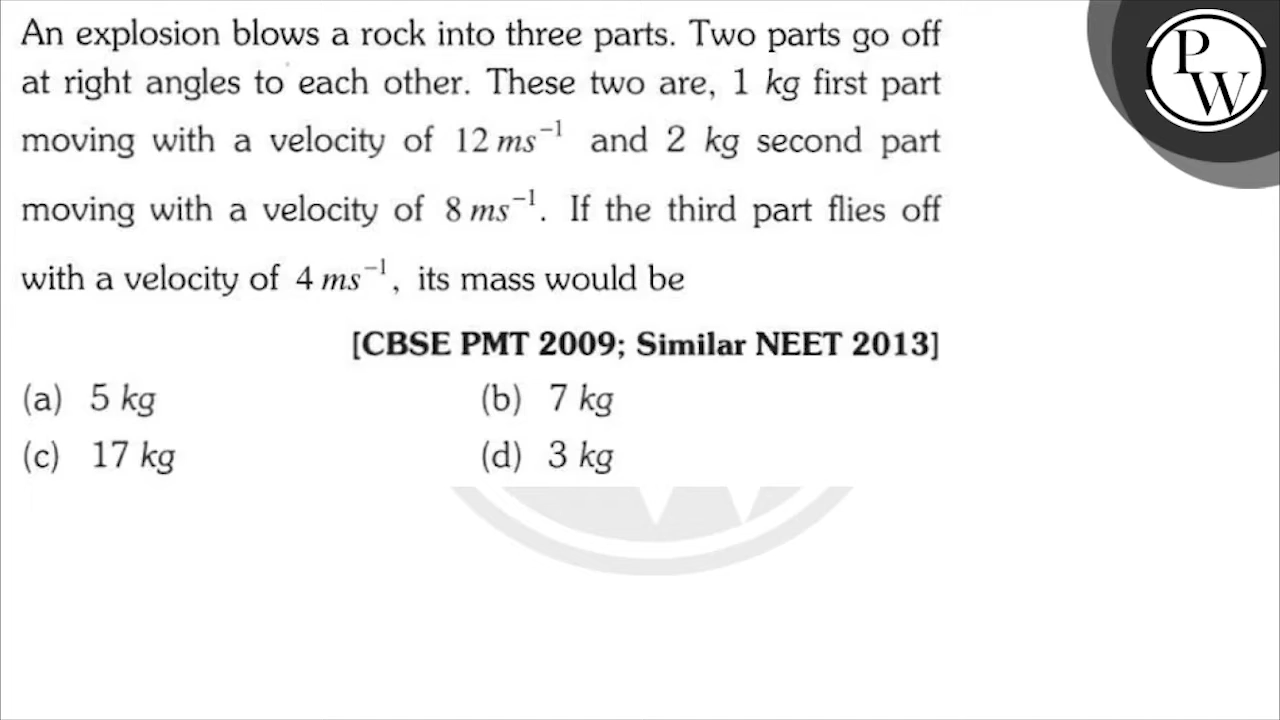 An explosion blows a rock into three parts. Two parts go off
at right angles to each other. These two are, 1 kg first part
moving with a velocity of 12 ms⁻¹ and 2 kg second part
moving with a velocity of 8 ms⁻¹. If the third part flies off
with a velocity of 4 ms⁻¹, its mass would be
[CBSE PMT 2009; Similar NEET 2013]
(a) 5 kg (b) 7 kg
(c) 17 kg (d) 3 kg
PW